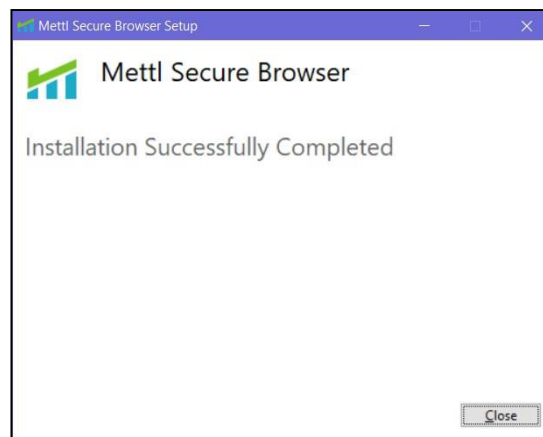 Mettl Secure Browser Setup
Mettl Secure Browser
Installation Successfully Completed
Close